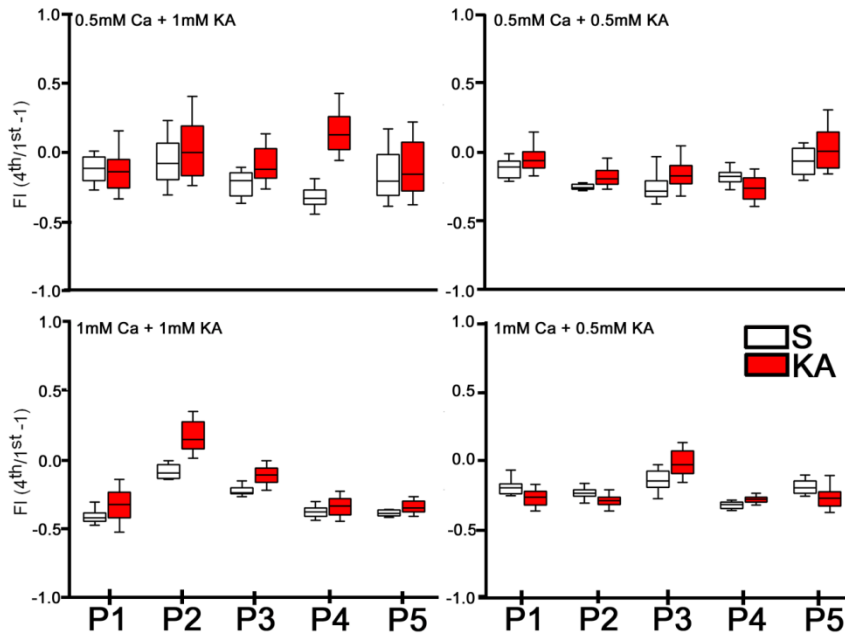 0.5mM Ca + 1mM KA
1.0
0.5
0.0
-0.5
-1.0
FI (4th/1st -1)
0.5mM Ca + 0.5mM KA
1.0
0.5
0.0
-0.5
-1.0
1mM Ca + 1mM KA
1.0
0.5
0.0
-0.5
-1.0
FI (4th/1st -1)
P1 P2 P3 P4 P5
1mM Ca + 0.5mM KA
S
KA
1.0
0.5
0.0
-0.5
-1.0
P1 P2 P3 P4 P5